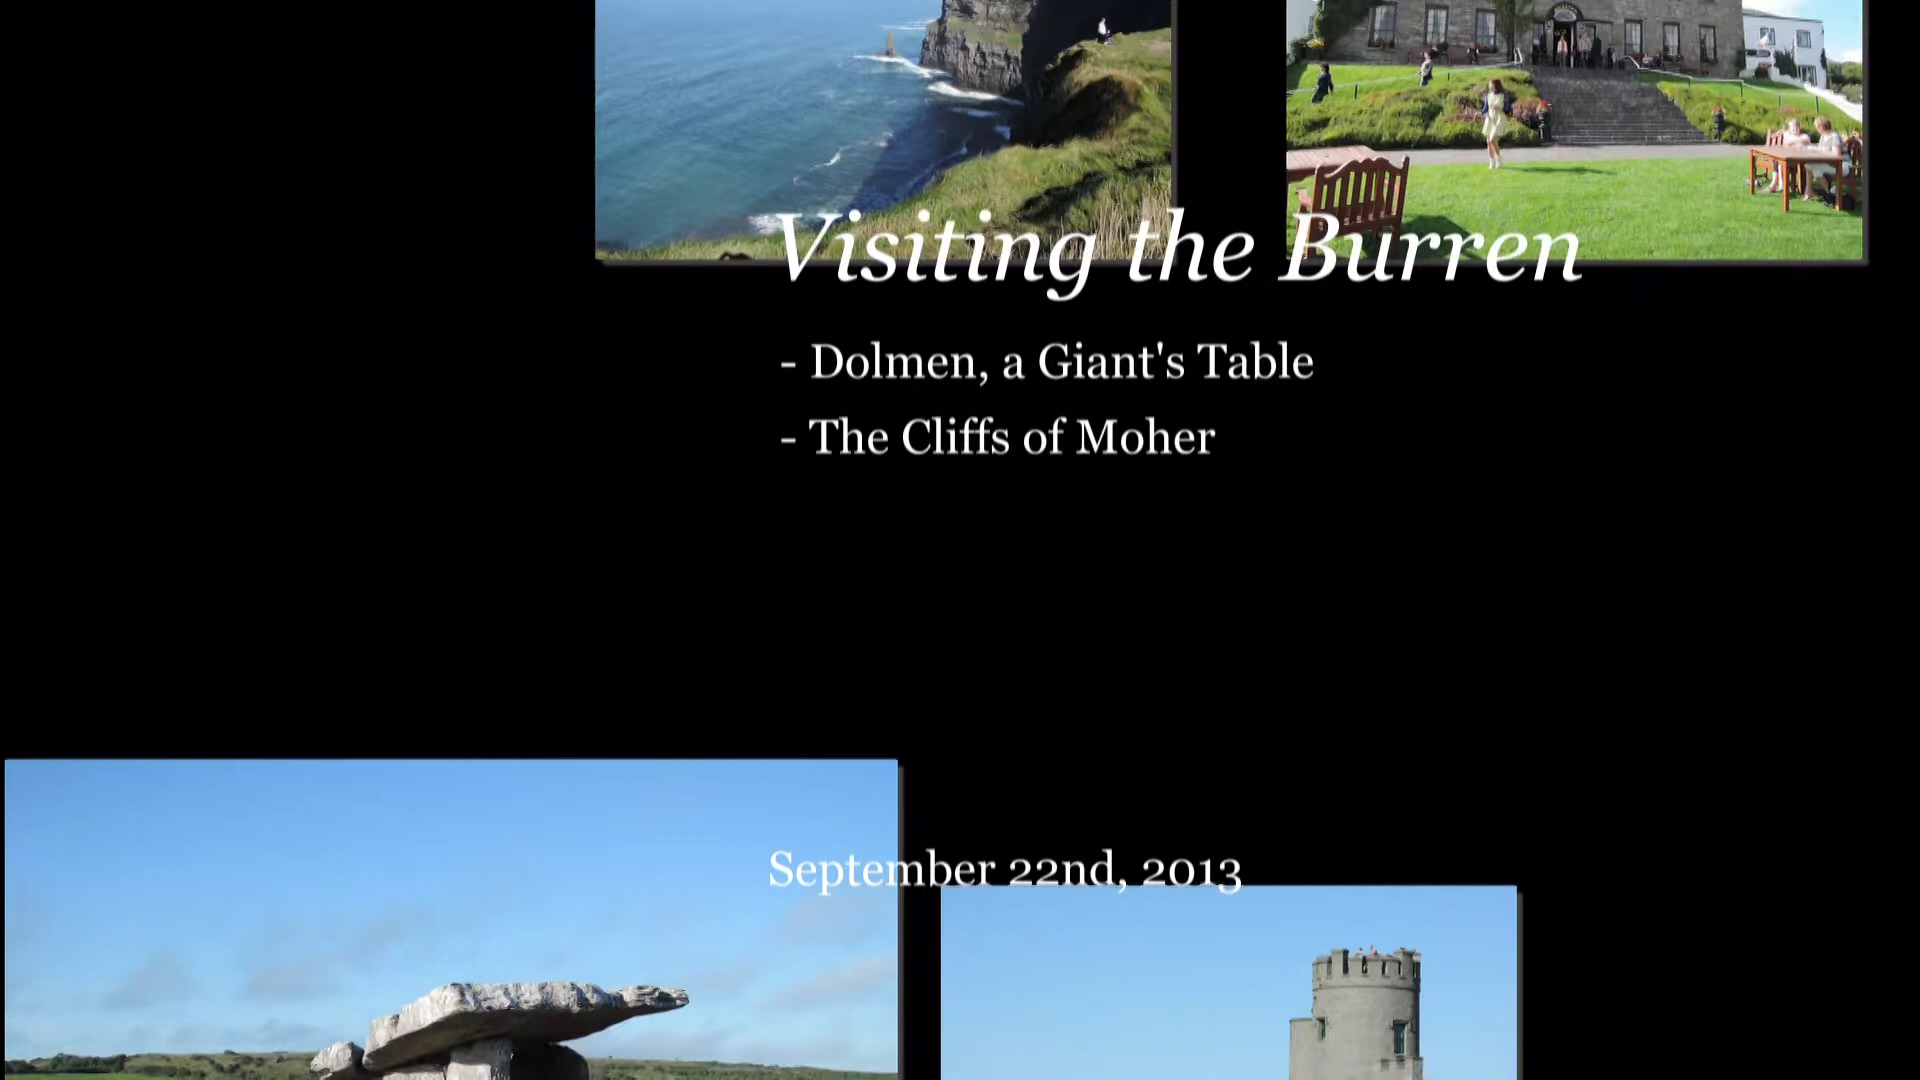 Visiting the Burren
- Dolmen, a Giant's Table
- The Cliffs of Moher
September 22nd, 2013